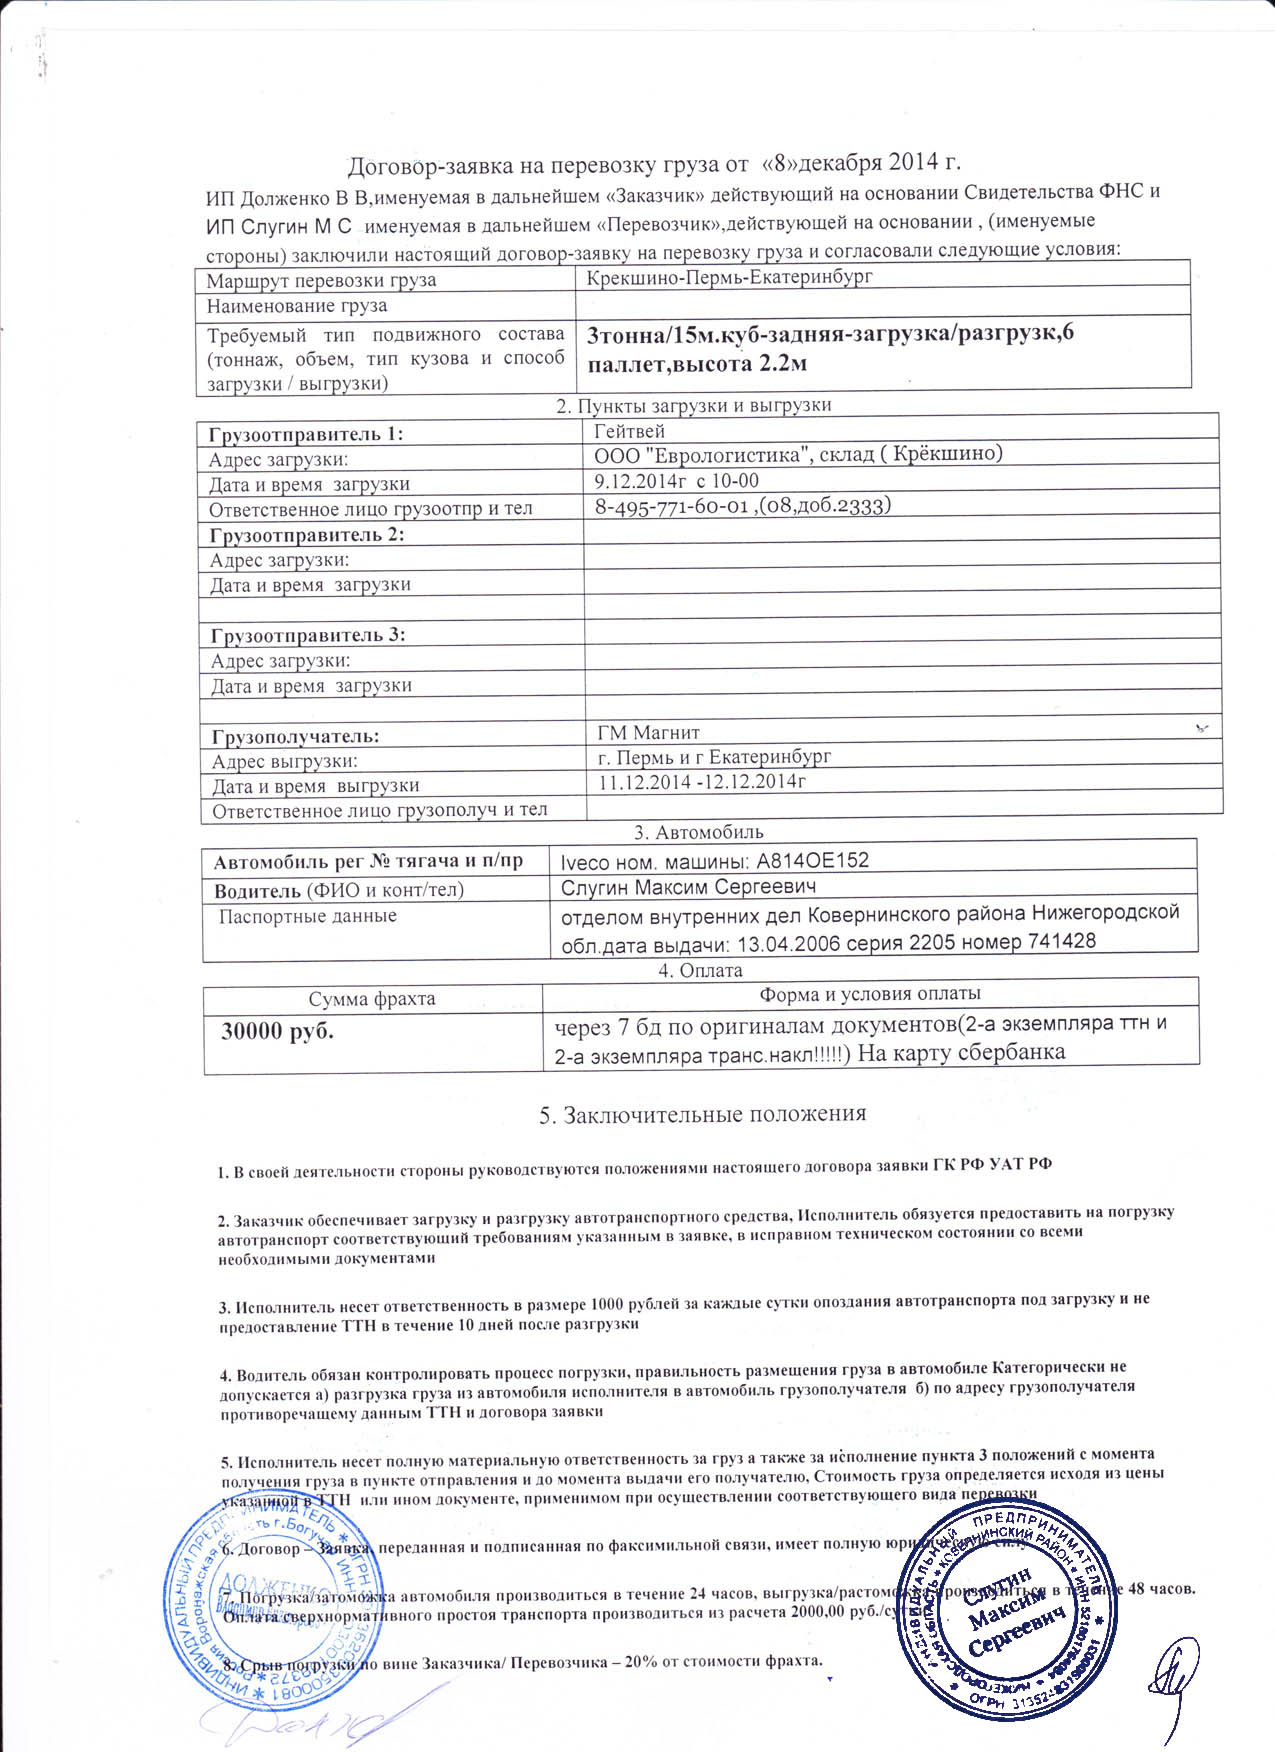 Договор-заявка на перевозку груза от «8»декабря 2014 г.
ИП Долженко В В,именуемая в дальнейшем «Заказчик» действующий на основании Свидетельства ФНС и
ИП Слугин М С именуемая в дальнейшем «Перевозчик»,действующей на основании , (именуемые
стороны) заключили настоящий договор-заявку на перевозку груза и согласовали следующие условия:
Маршрут перевозки груза Крекшино-Пермь-Екатеринбург
Наименование груза
Требуемый тип подвижного состава (тоннаж, объем, тип кузова и способ загрузки / выгрузки) 3тонна/15м.куб-задняя-загрузка/разгрузк,6 паллет,высота 2.2м
2. Пункты загрузки и выгрузки
Грузоотправитель 1: Гейтвей
Адрес загрузки: ООО "Еврологистика", склад ( Крёкшино)
Дата и время загрузки 9.12.2014г с 10-00
Ответственное лицо грузоотпр и тел 8-495-771-60-01 ,(08,доб.2333)
Грузоотправитель 2:
Адрес загрузки:
Дата и время загрузки
Грузоотправитель 3:
Адрес загрузки:
Дата и время загрузки
Грузополучатель: ГМ Магнит
Адрес выгрузки: г. Пермь и г Екатеринбург
Дата и время выгрузки 11.12.2014 -12.12.2014г
Ответственное лицо грузополуч и тел
3. Автомобиль
Автомобиль рег № тягача и п/пр Iveco ном. машины: А814ОЕ152
Водитель (ФИО и конт/тел) Слугин Максим Сергеевич
Паспортные данные отделом внутренних дел Ковернинского района Нижегородской
обл.дата выдачи: 13.04.2006 серия 2205 номер 741428
4. Оплата
Сумма фрахта Форма и условия оплаты
30000 руб. через 7 бд по оригиналам документов(2-а экземпляра ттн и
2-а экземпляра транс.накл!!!!!) На карту сбербанка
5. Заключительные положения
1. В своей деятельности стороны руководствуются положениями настоящего договора заявки ГК РФ УАТ РФ
2. Заказчик обеспечивает загрузку и разгрузку автотранспортного средства, Исполнитель обязуется предоставить на погрузку
автотранспорт соответствующий требованиям указанным в заявке, в исправном техническом состоянии со всеми
необходимыми документами
3. Исполнитель несет ответственность в размере 1000 рублей за каждые сутки опоздания автотранспорта под загрузку и не
предоставление ТТН в течение 10 дней после разгрузки
4. Водитель обязан контролировать процесс погрузки, правильность размещения груза в автомобиле Категорически не
допускается а) разгрузка груза из автомобиля исполнителя в автомобиль грузополучателя б) по адресу грузополучателя
противоречащему данным ТТН и договора заявки
5. Исполнитель несет полную материальную ответственность за груз а также за исполнение пункта 3 положений с момента
получения груза в пункте отправления и до момента выдачи его получателю, Стоимость груза определяется исходя из цены
указанной в ТТН или ином документе, применимом при осуществлении соответствующего вида перевозки
6. Договор – Заявка, переданная и подписанная по факсимильной связи, имеет полную юридическую силу
7. Погрузка/затоможка автомобиля производиться в течение 24 часов, выгрузка/растоможка производиться в течение 48 часов.
Оплата сверхнормативного простоя транспорта производиться из расчета 2000,00 руб./сутки
8. Срыв погрузки по вине Заказчика/ Перевозчика – 20% от стоимости фрахта.
ИНДИВИДУАЛЬНЫЙ ПРЕДПРИНИМАТЕЛЬ
ДОЛЖЕНКО
ИНДИВИДУАЛЬНЫЙ ПРЕДПРИНИМАТЕЛЬ
НИЖЕГОРОДСКАЯ ОБЛАСТЬ * КОВЕРНИНСКИЙ РАЙОН
Слугин
Максим
Сергеевич